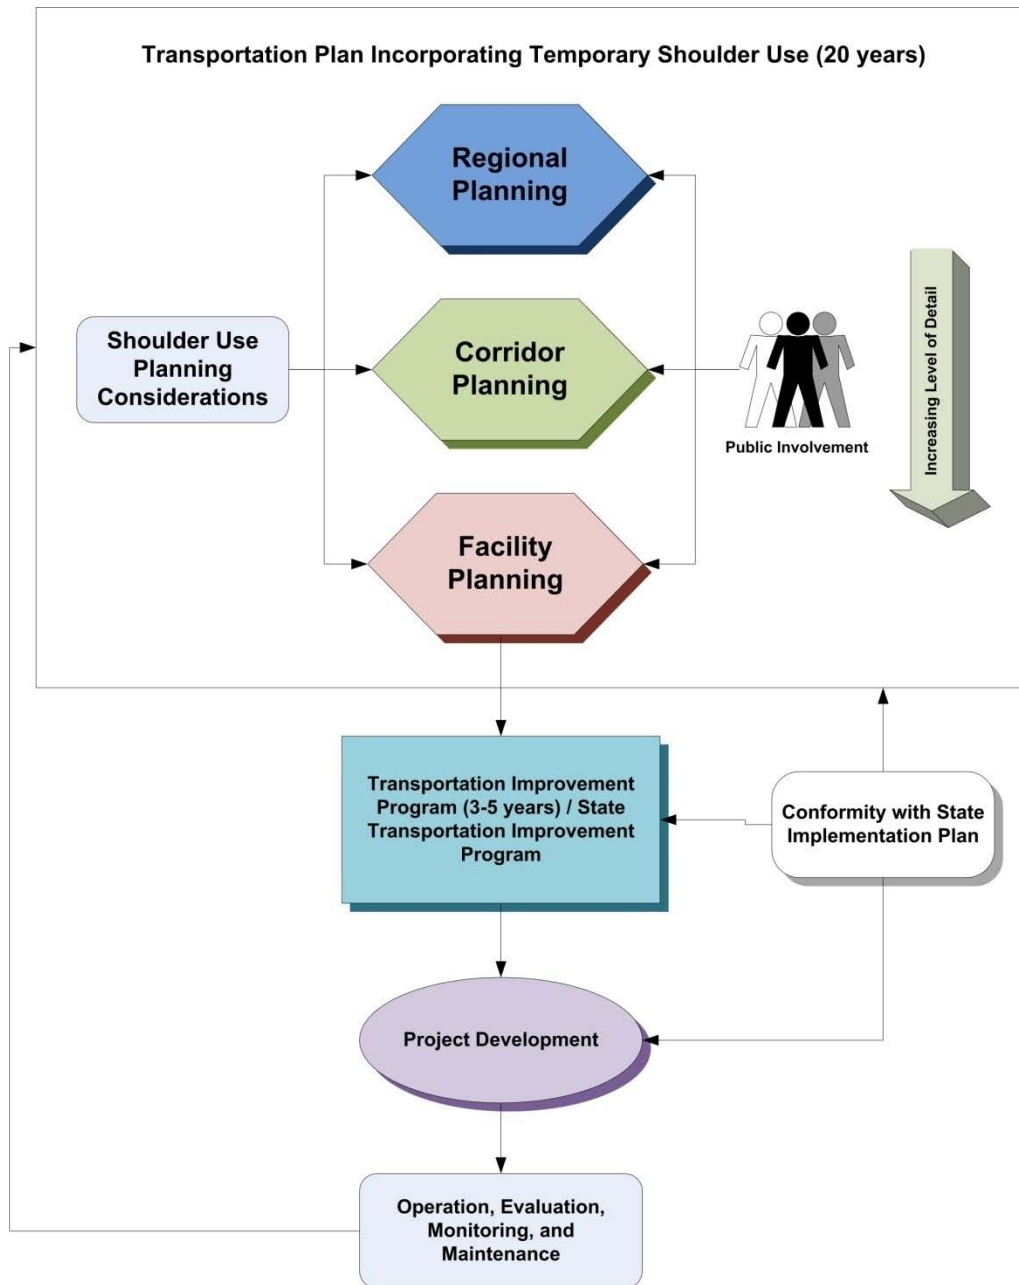 Transportation Plan Incorporating Temporary Shoulder Use (20 years)
Regional
Planning
Shoulder Use
Planning
Considerations
Corridor
Planning
Public Involvement
Increasing Level of Detail
Facility
Planning
Transportation Improvement
Program (3-5 years) / State
Transportation Improvement
Program
Conformity with State
Implementation Plan
Project Development
Operation, Evaluation,
Monitoring, and
Maintenance